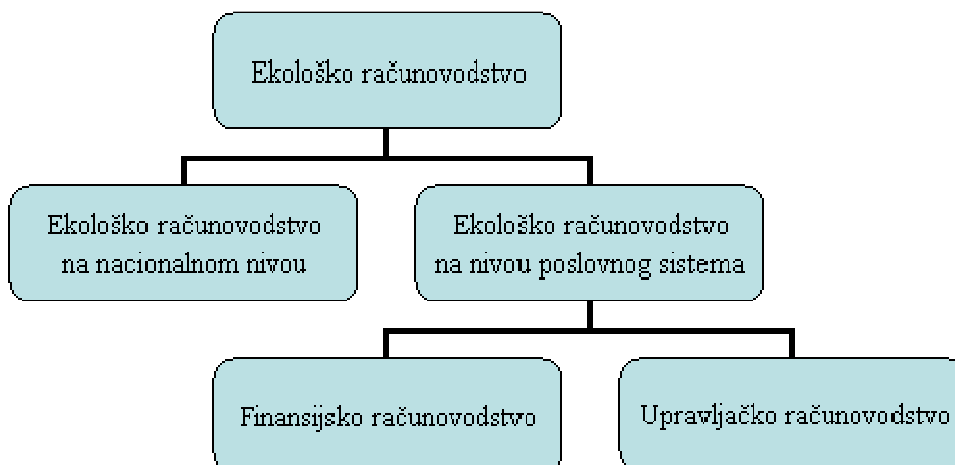 Ekološko računovodstvo
Ekološko računovodstvo
na nacionalnom nivou
Ekološko računovodstvo
na nivou poslovnog sistema
Finansijsko računovodstvo
Upravljačko računovodstvo